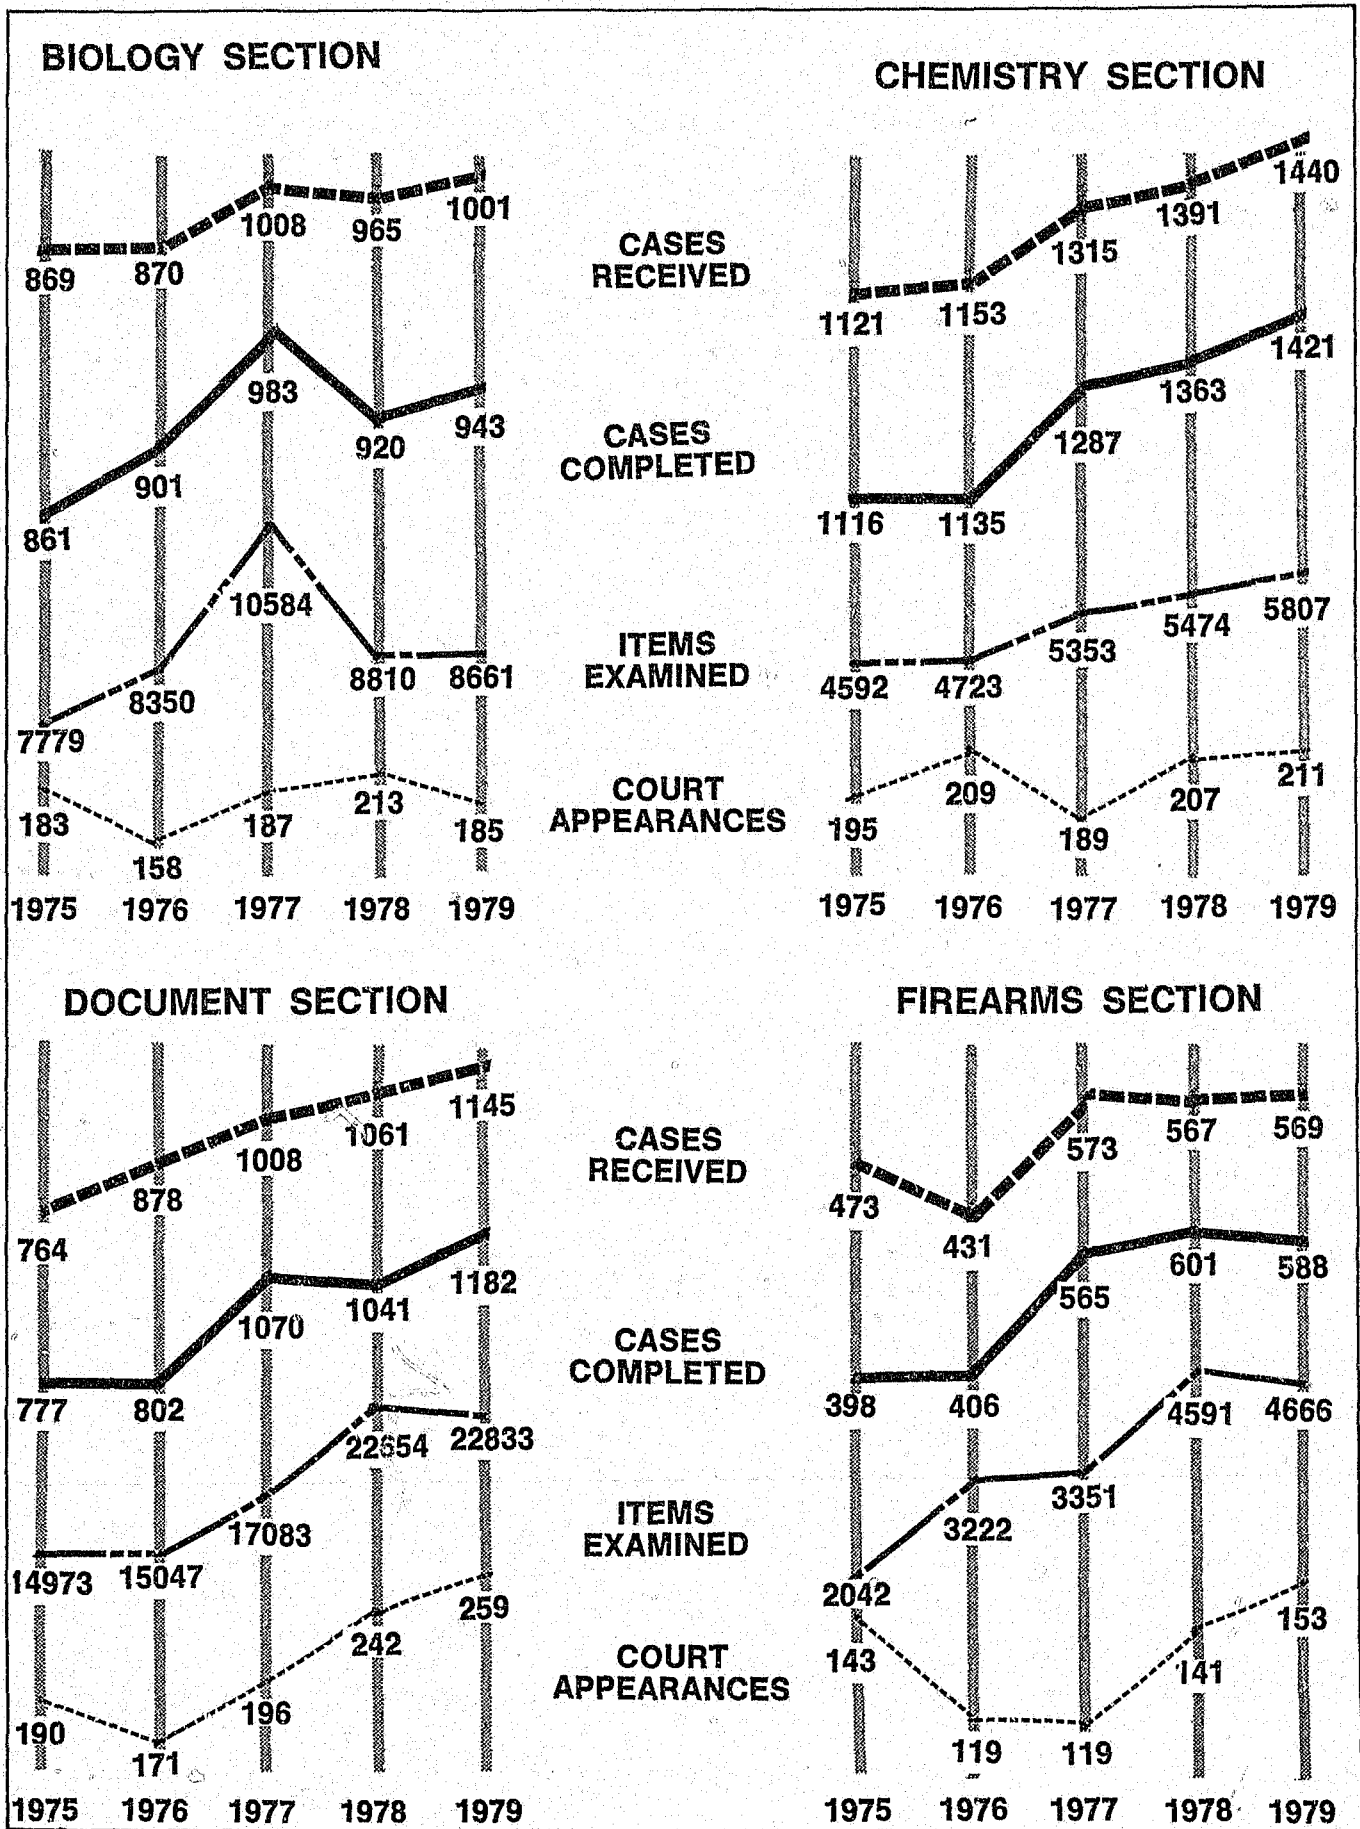 BIOLOGY SECTION
869 870 1008 965 1001
CASES
RECEIVED
861 901 983 920 943
CASES
COMPLETED
7779 8350 10584 8810 8661
ITEMS
EXAMINED
183 158 187 213 185
COURT
APPEARANCES
1975 1976 1977 1978 1979
CHEMISTRY SECTION
1121 1153 1315 1391 1440
1116 1135 1287 1363 1421
4592 4723 5353 5474 5807
195 209 189 207 211
1975 1976 1977 1978 1979
DOCUMENT SECTION
764 878 1008 1061 1145
CASES
RECEIVED
777 802 1070 1041 1182
CASES
COMPLETED
14973 15047 17083 22654 22833
ITEMS
EXAMINED
190 171 196 242 259
COURT
APPEARANCES
1975 1976 1977 1978 1979
FIREARMS SECTION
473 431 573 567 569
398 406 565 601 588
2042 3222 3351 4591 4666
143 119 119 141 153
1975 1976 1977 1978 1979